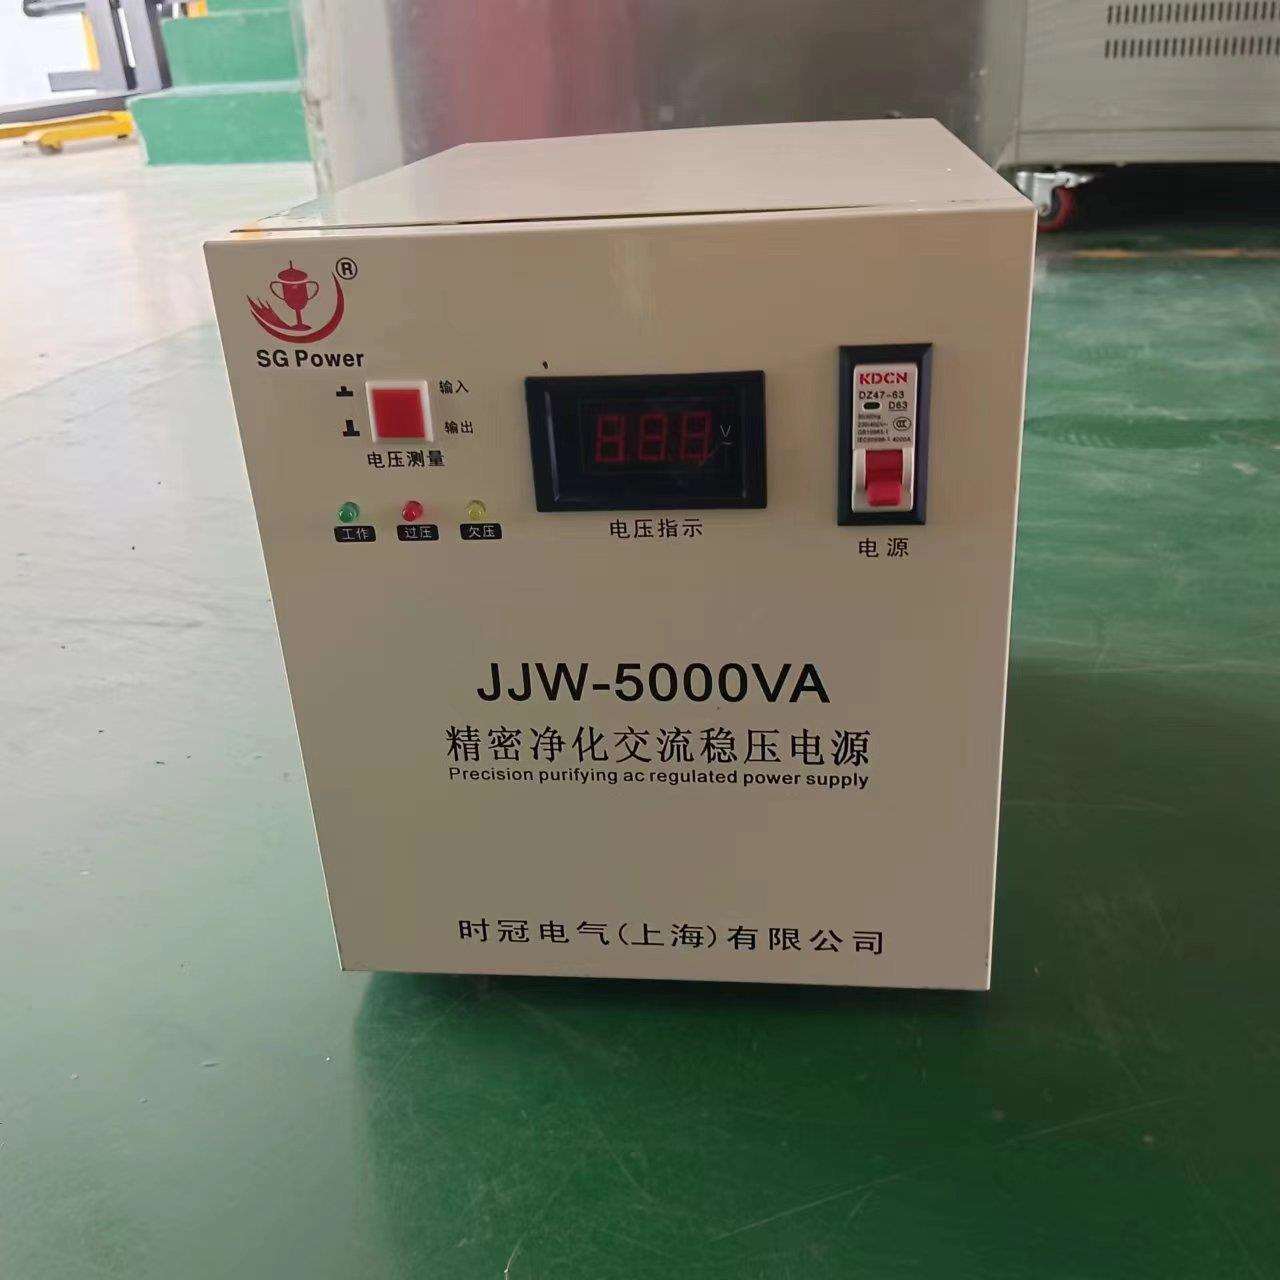 ®
SG Power
输入
输出
电压测量
工作 过压 欠压
V
电压指示
KDCN
DZ47-63
D63
电源
JJW-5000VA
精密净化交流稳压电源
Precision purifying ac regulated power supply
时冠电气(上海)有限公司